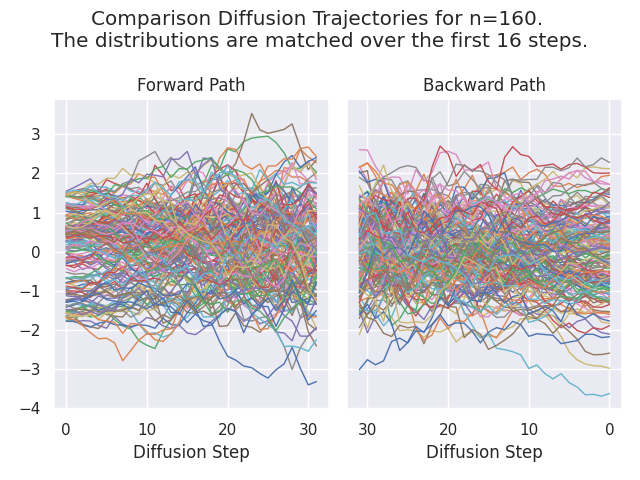 Comparison Diffusion Trajectories for n=160.
The distributions are matched over the first 16 steps.
Forward Path
Backward Path
3
2
1
0
−1
−2
−3
−4
0 10 20 30
30 20 10 0
Diffusion Step
Diffusion Step